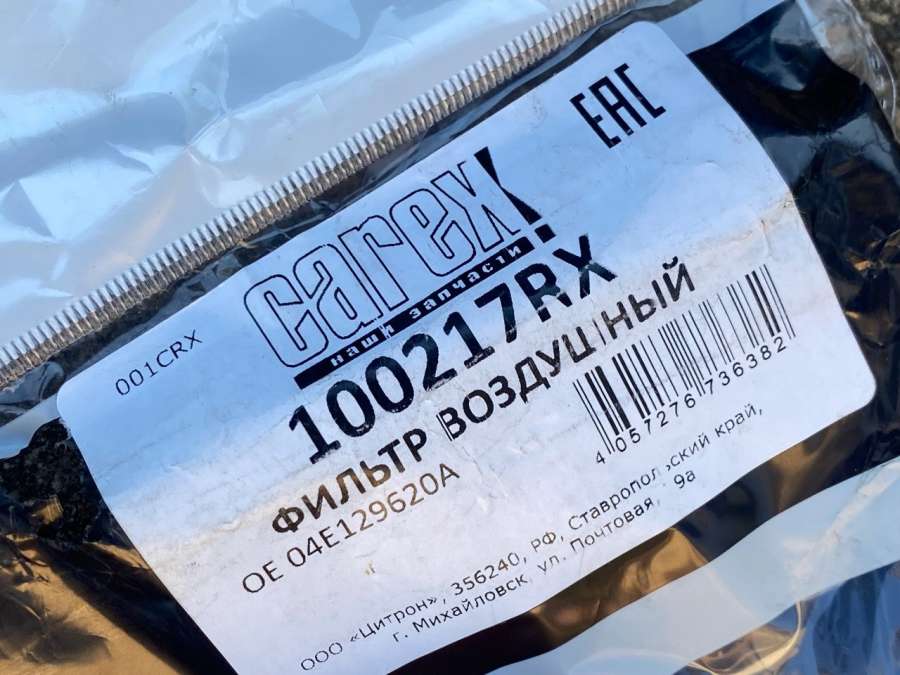 EAC
001CRX
carex
наши запчасти
100217RX
ФИЛЬТР ВОЗДУШНЫЙ
OE 04E129620A
4 057276 736382
ООО «Цитрон», 356240, РФ, Ставропольский край,
г. Михайловск, ул. Почтовая, 9а